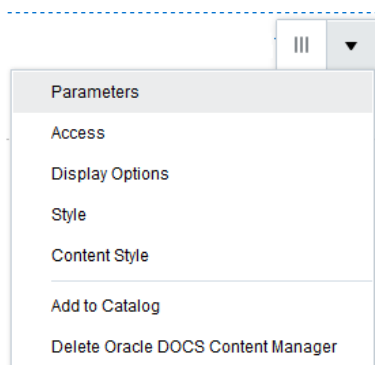 Parameters
Access
Display Options
Style
Content Style
Add to Catalog
Delete Oracle DOCS Content Manager